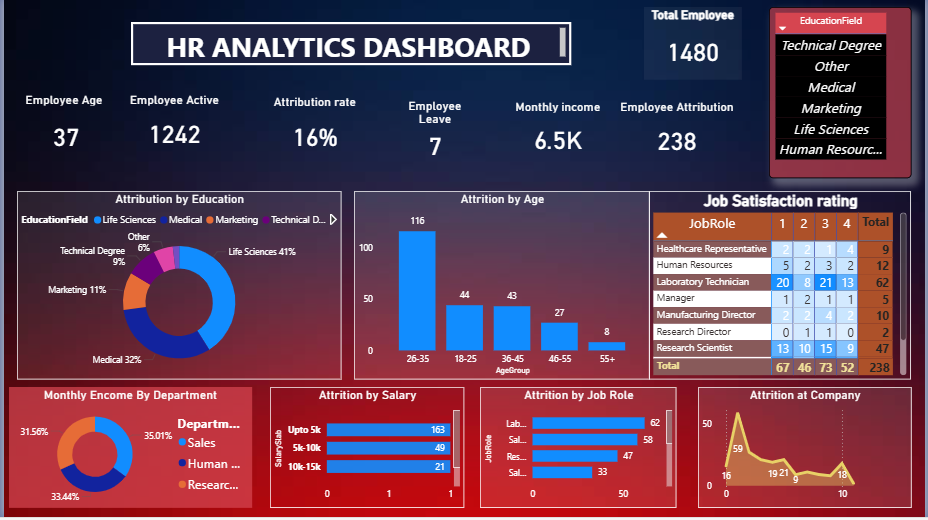 HR ANALYTICS DASHBOARD
Total Employee
1480
EducationField
Technical Degree
Other
Medical
Marketing
Life Sciences
Human Resourc...
Employee Age
37
Employee Active
1242
Attribution rate
16%
Employee
Leave
7
Monthly income
6.5K
Employee Attribution
238
Attribution by Education
EducationField Life Sciences Medical Marketing Technical D...
Other
6%
Technical Degree
9%
Life Sciences 41%
Marketing 11%
Medical 32%
Attrition by Age
116
100
44
43
50
27
8
0
26-35 18-25 36-45 46-55 55+
AgeGroup
Job Satisfaction rating
JobRole 1 2 3 4 Total
Healthcare Representative 2 2 1 4 9
Human Resources 5 2 3 2 12
Laboratory Technician 20 8 21 13 62
Manager 1 2 1 1 5
Manufacturing Director 2 2 4 2 10
Research Director 0 1 1 0 2
Research Scientist 13 10 15 9 47
Total 67 46 73 52 238
Monthly Encome By Department
31.56%
35.01%
33.44%
Departm...
Sales
Human ...
Researc...
Attrition by Salary
SalarySlab
Upto 5k 163
5k-10k 49
10k-15k 21
0 1 1
Attrition by Job Role
JobRole
Lab... 62
Sal... 58
Res... 47
Sal... 33
0 50
Attrition at Company
50
59
16
19 21
9
18
0
0 10